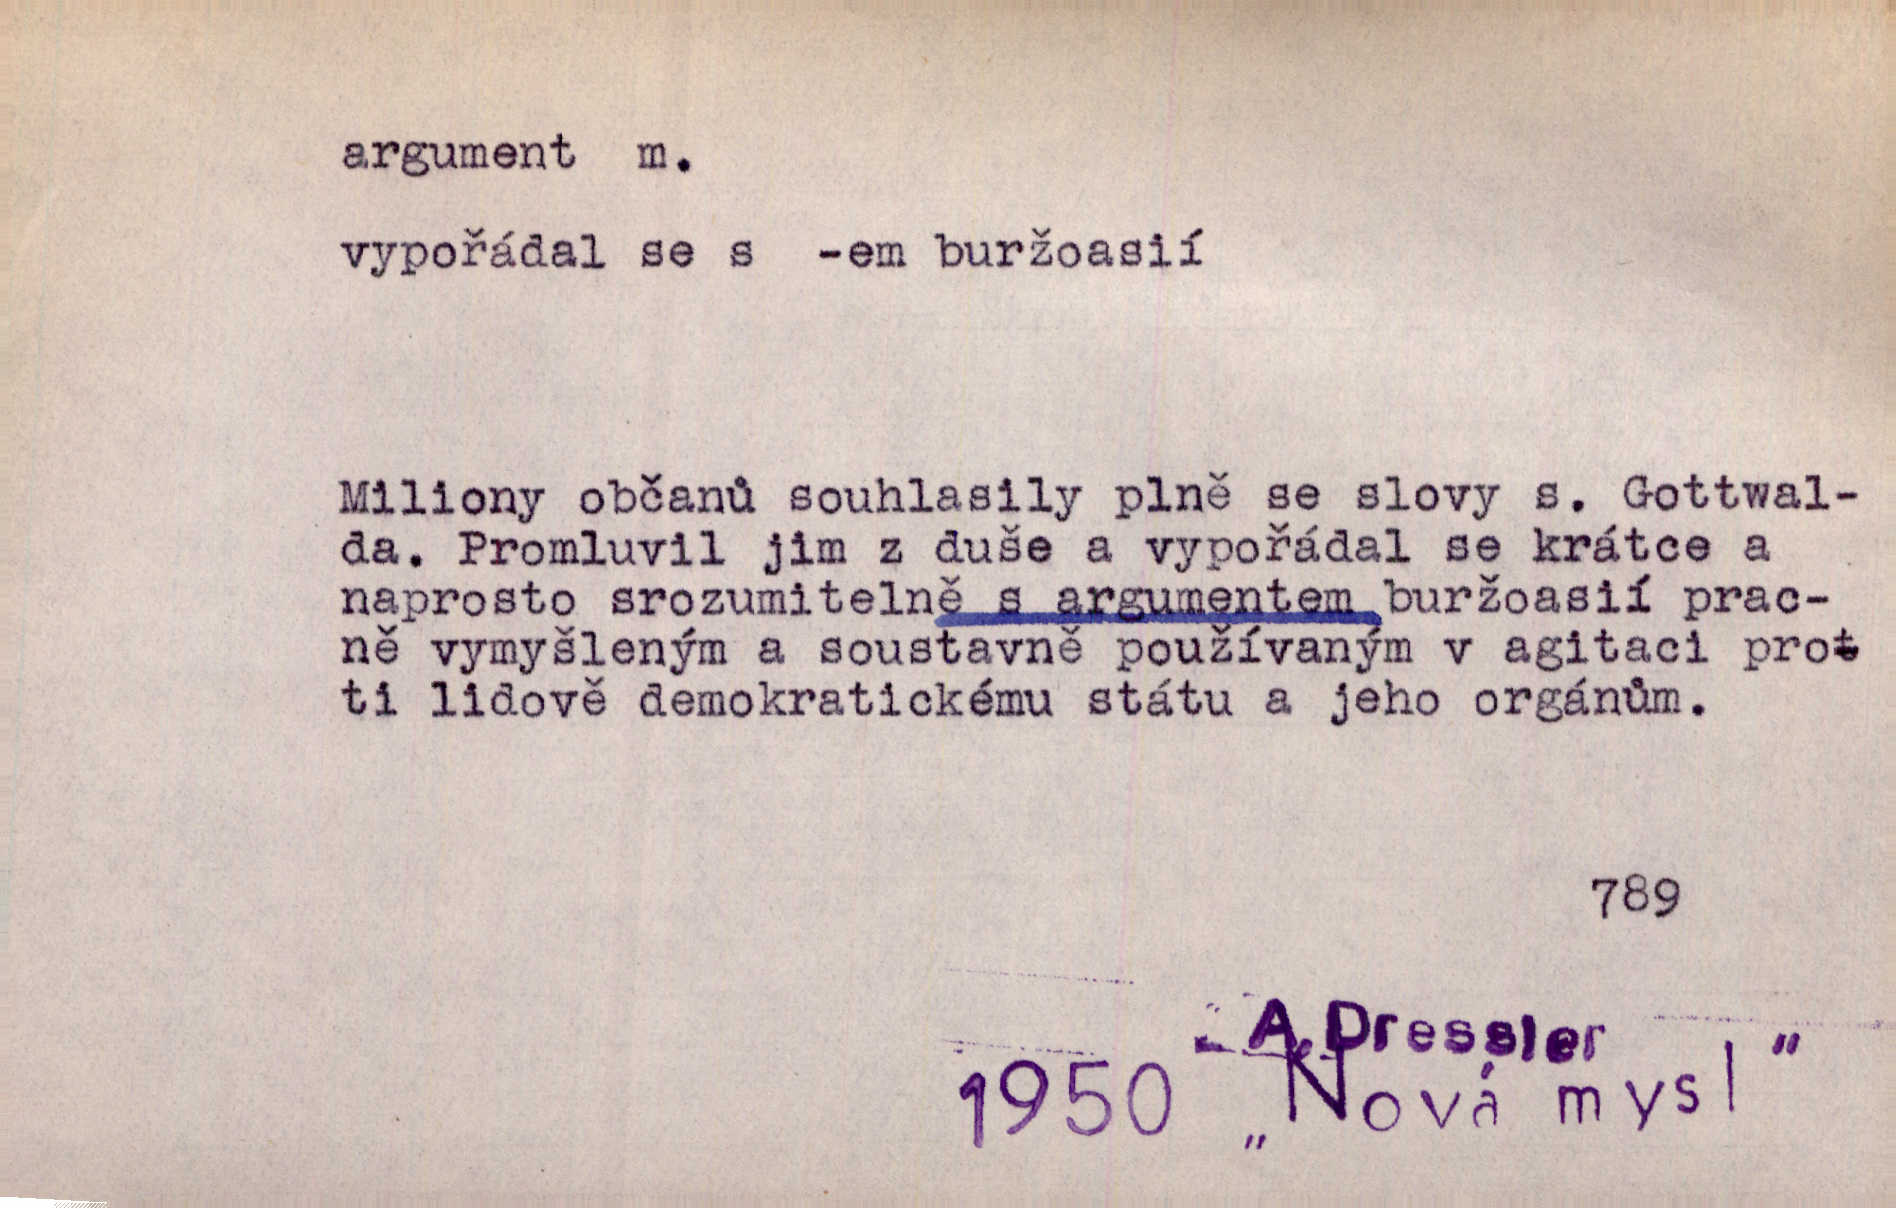 argument m.
vypořádal se s -em buržoasií
Miliony občanů souhlasily plně se slovy s. Gottwal-
da. Promluvil jim z duše a vypořádal se krátce a
naprosto srozumitelně s argumentem buržoasií prac-
ně vymyšleným a soustavně používaným v agitaci pro-
ti lidově demokratickému státu a jeho orgánům.
789
A. Dressler
1950 „Nová mysl"